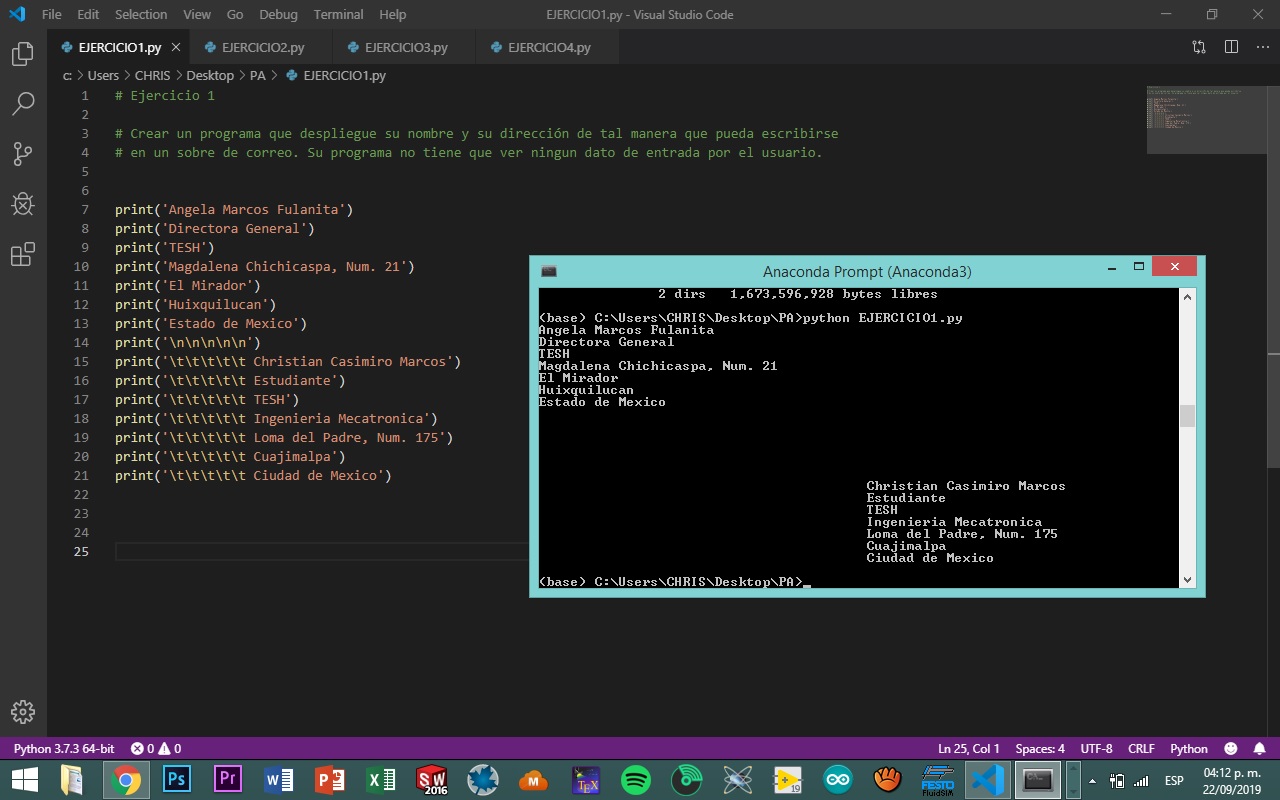 File Edit Selection View Go Debug Terminal Help EJERCICIO1.py - Visual Studio Code
EJERCICIO1.py EJERCICIO2.py EJERCICIO3.py EJERCICIO4.py
c: > Users > CHRIS > Desktop > PA > EJERCICIO1.py
1 # Ejercicio 1
2
3 # Crear un programa que despliegue su nombre y su dirección de tal manera que pueda escribirse
4 # en un sobre de correo. Su programa no tiene que ver ningun dato de entrada por el usuario.
5
6
7 print('Angela Marcos Fulanita')
8 print('Directora General')
9 print('TESH')
10 print('Magdalena Chichicaspa, Num. 21')
11 print('El Mirador')
12 print('Huixquilucan')
13 print('Estado de Mexico')
14 print('\n\n\n\n\n')
15 print('\t\t\t\t\t Christian Casimiro Marcos')
16 print('\t\t\t\t\t Estudiante')
17 print('\t\t\t\t\t TESH')
18 print('\t\t\t\t\t Ingenieria Mecatronica')
19 print('\t\t\t\t\t Loma del Padre, Num. 175')
20 print('\t\t\t\t\t Cuajimalpa')
21 print('\t\t\t\t\t Ciudad de Mexico')
22
23
24
25
Anaconda Prompt (Anaconda3)
2 dirs 1,673,596,928 bytes libres
(base) C:\Users\CHRIS\Desktop\PA>python EJERCICIO1.py
Angela Marcos Fulanita
Directora General
TESH
Magdalena Chichicaspa, Num. 21
El Mirador
Huixquilucan
Estado de Mexico
Christian Casimiro Marcos
Estudiante
TESH
Ingenieria Mecatronica
Loma del Padre, Num. 175
Cuajimalpa
Ciudad de Mexico
(base) C:\Users\CHRIS\Desktop\PA>_
Python 3.7.3 64-bit 0 0 Ln 25, Col 1 Spaces: 4 UTF-8 CRLF Python
Ps Pr W P X SW 2016 M TEX 19 FESTO FluidSIM C:\ ESP 04:12 p. m.
22/09/2019